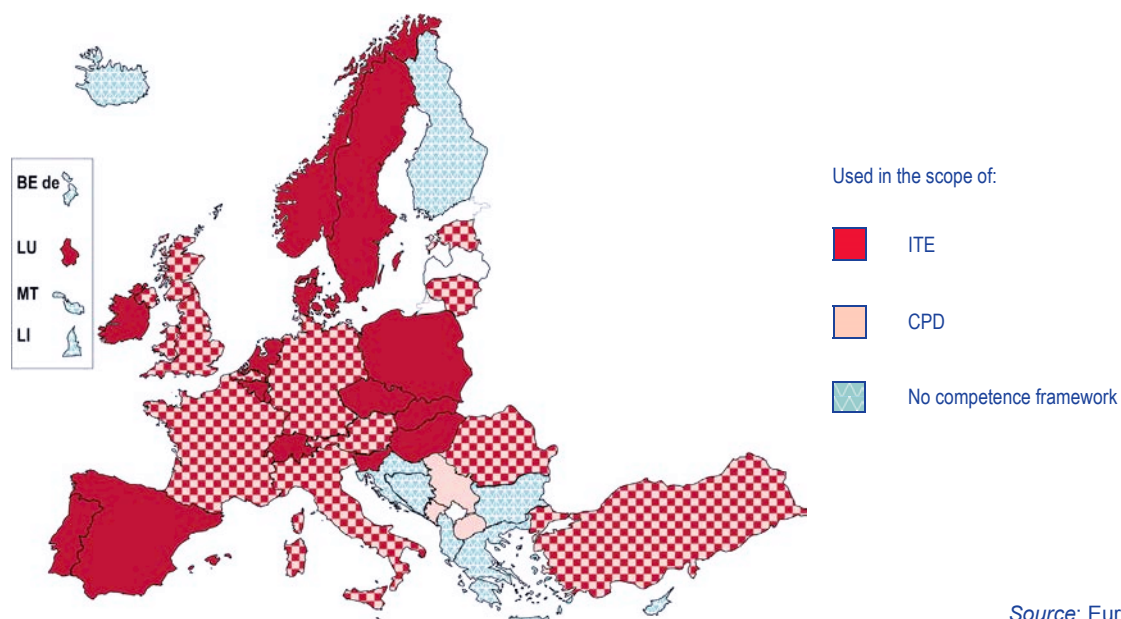 BE de
LU
MT
LI
Used in the scope of:
ITE
CPD
No competence framework
Source: Eur